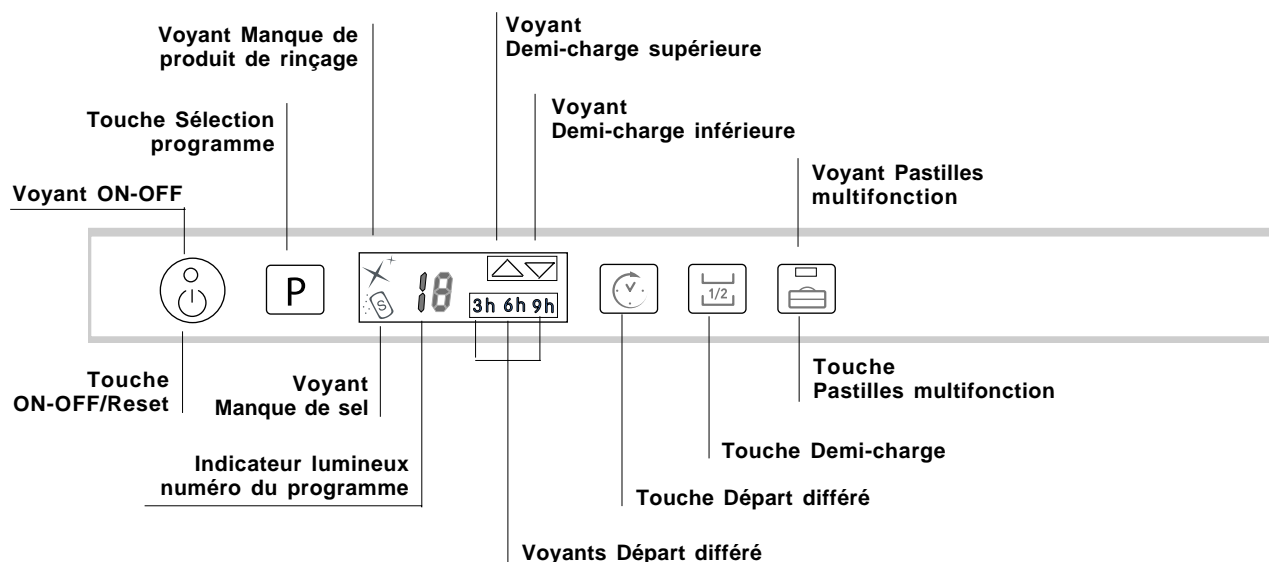 Voyant
Demi-charge supérieure
Voyant Manque de
produit de rinçage
Voyant
Demi-charge inférieure
Touche Sélection
programme
Voyant Pastilles
multifonction
Voyant ON-OFF
P
18
S
3h 6h 9h
1/2
Touche
ON-OFF/Reset
Voyant
Manque de sel
Touche
Pastilles multifonction
Touche Demi-charge
Indicateur lumineux
numéro du programme
Touche Départ différé
Voyants Départ différé